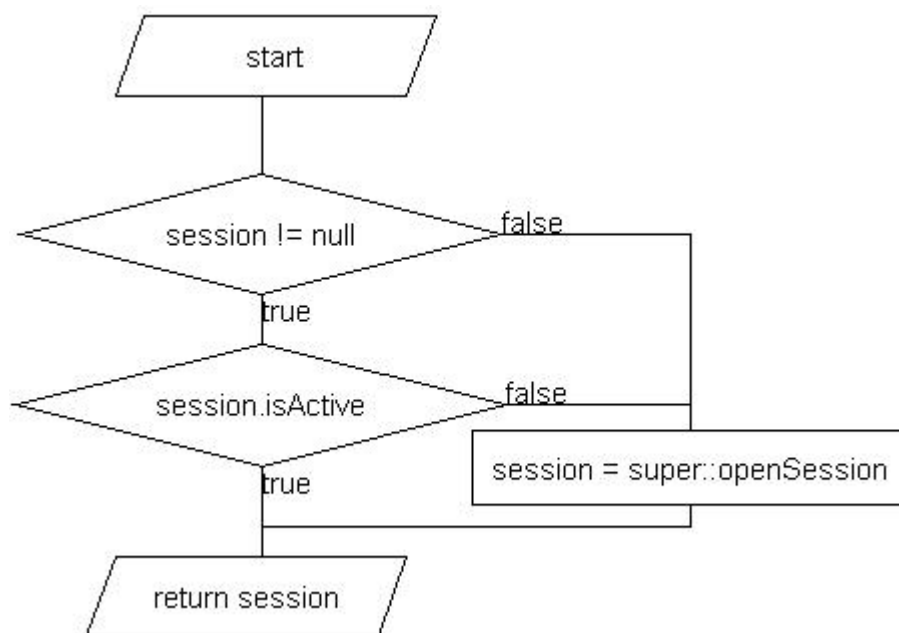 start
session != null
false
true
session.isActive
false
session = super::openSession
true
return session